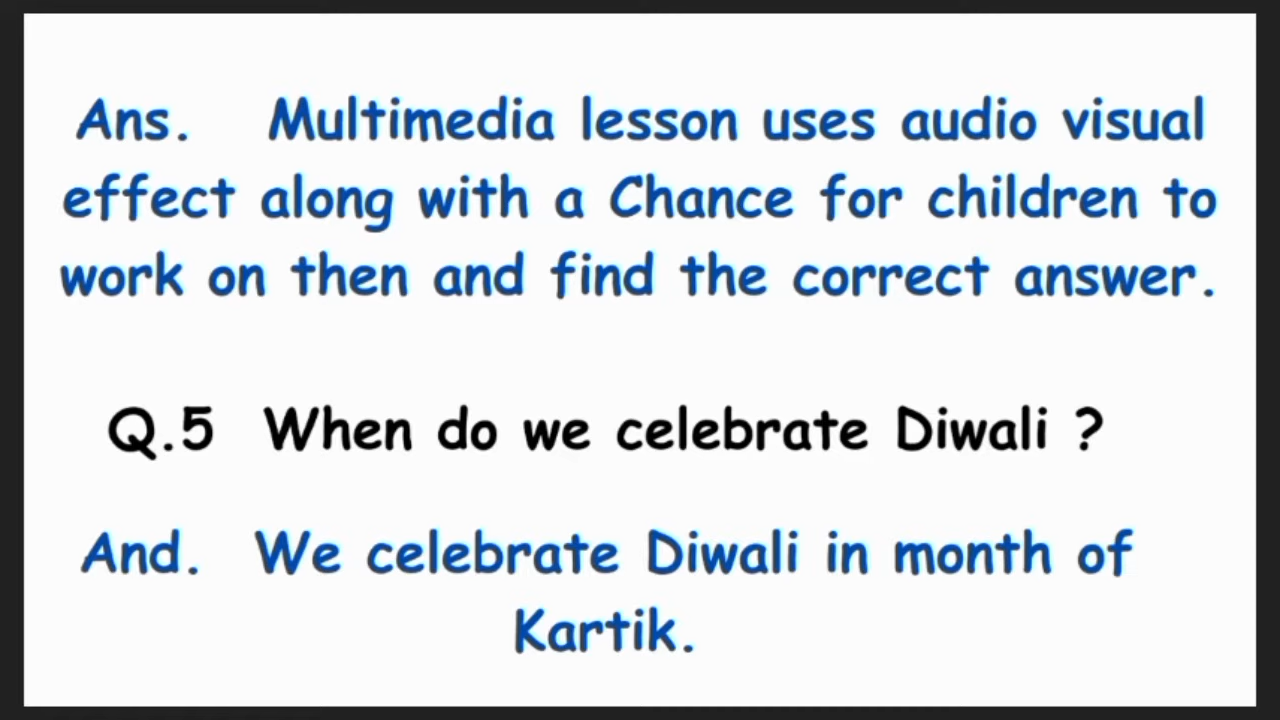 Ans. Multimedia lesson uses audio visual
effect along with a Chance for children to
work on then and find the correct answer.
Q.5 When do we celebrate Diwali ?
And. We celebrate Diwali in month of
Kartik.